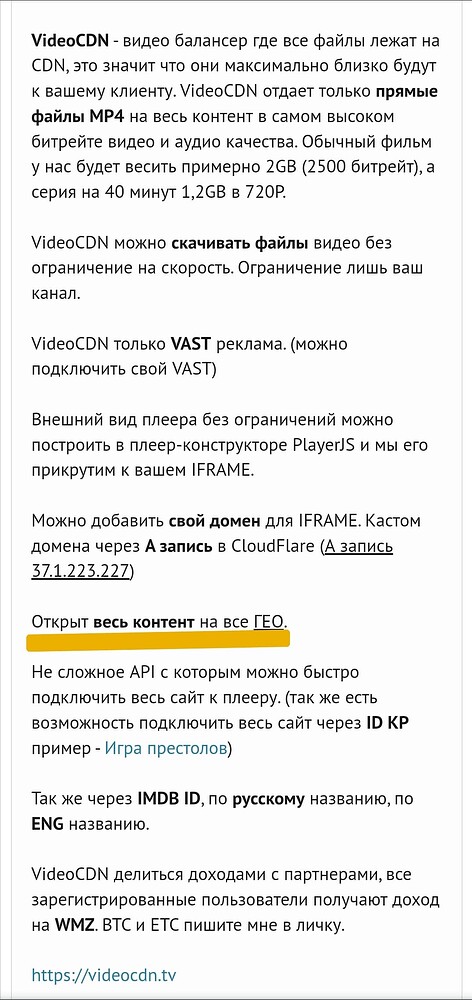 VideoCDN - видео балансер где все файлы лежат на
CDN, это значит что они максимально близко будут
к вашему клиенту. VideoCDN отдает только прямые
файлы MP4 на весь контент в самом высоком
битрейте видео и аудио качества. Обычный фильм
у нас будет весить примерно 2GB (2500 битрейт), а
серия на 40 минут 1,2GB в 720P.
VideoCDN можно скачивать файлы видео без
ограничение на скорость. Ограничение лишь ваш
канал.
VideoCDN только VAST реклама. (можно
подключить свой VAST)
Внешний вид плеера без ограничений можно
построить в плеер-конструкторе PlayerJS и мы его
прикрутим к вашем IFRAME.
Можно добавить свой домен для IFRAME. Кастом
домена через А запись в CloudFlare (А запись
37.1.223.227)
Открыт весь контент на все ГЕО.
Не сложное API с которым можно быстро
подключить весь сайт к плееру. (так же есть
возможность подключить весь сайт через ID KP
пример - Игра престолов)
Так же через IMDB ID, по русскому названию, по
ENG названию.
VideoCDN делиться доходами с партнерами, все
зарегистрированные пользователи получают доход
на WMZ. BTC и ETC пишите мне в личку.
https://videocdn.tv